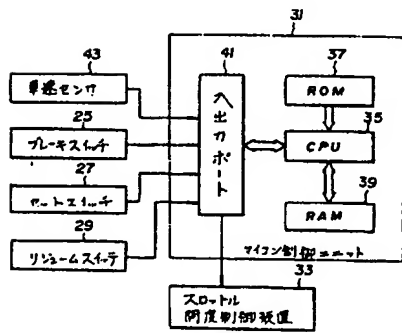 31
43
車速センサ
25
ブレーキスイッチ
27
セットスイッチ
29
リジュームスイッチ
41
入出力ポート
37
ROM
35
CPU
39
RAM
マイコン制御ユニット
33
スロットル
開度制御装置